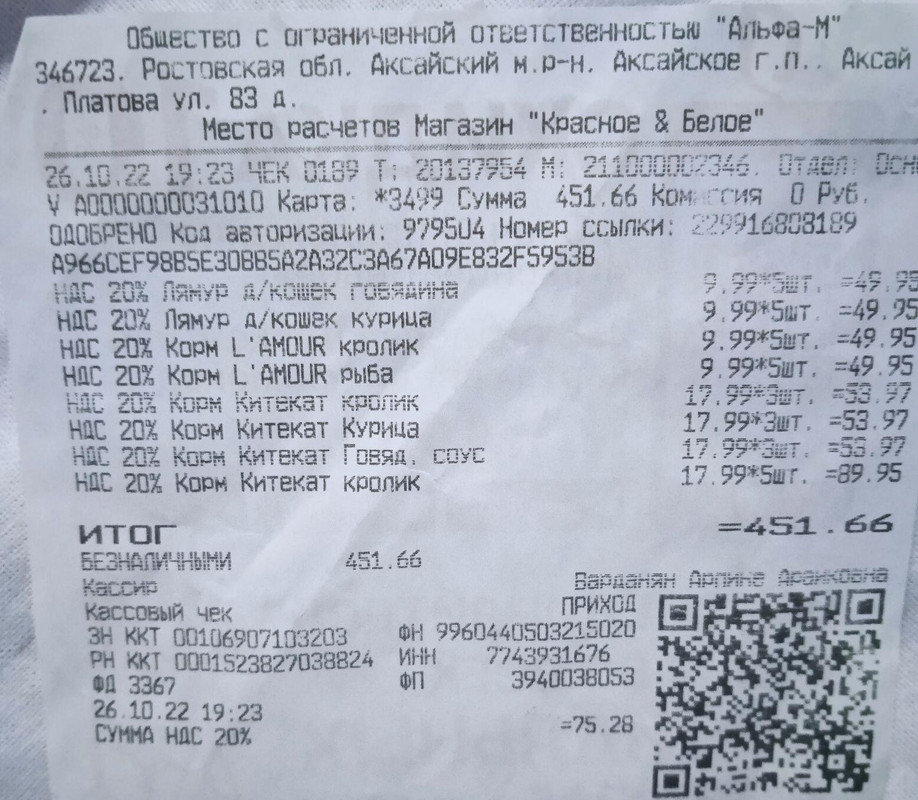 Общество с ограниченной ответственностью "Альфа-М"
346723. Ростовская обл. Аксайский м.р-н. Аксайское г.п.. Аксай
. Платова ул. 83 д.
Место расчетов Магазин "Красное & Белое"
26.10.22 19:23 ЧЕК 0189 Т: 20137954 М: 211000002346. Отдел:
У A0000000031010 Карта: *3499 Сумма 451.66 Комиссия 0 Руб.
ОДОБРЕНО Код авторизации: 979504 Номер ссылки: 229916808189
A966CEF98B5E30BB5A2A32C3A67A09E832F5953B
НДС 20% Лямур д/кошек говядина 9.99*5шт. =49.95
НДС 20% Лямур д/кошек курица 9.99*5шт. =49.95
НДС 20% Корм L'AMOUR кролик 9.99*5шт. =49.95
НДС 20% Корм L'AMOUR рыба 9.99*5шт. =49.95
НДС 20% Корм Китекат кролик 17.99*3шт. =53.97
НДС 20% Корм Китекат Курица 17.99*3шт. =53.97
НДС 20% Корм Китекат Говяд. соус 17.99*3шт. =53.97
НДС 20% Корм Китекат кролик 17.99*5шт. =89.95
ИТОГ =451.66
БЕЗНАЛИЧНЫМИ 451.66
Кассир Варданян Арпине Араиковна
Кассовый чек ПРИХОД
ЗН ККТ 00106907103203 ФН 9960440503215020
РН ККТ 0001523827038824 ИНН 7743931676
ФД 3367 ФП 3940038053
26.10.22 19:23
СУММА НДС 20% =75.28